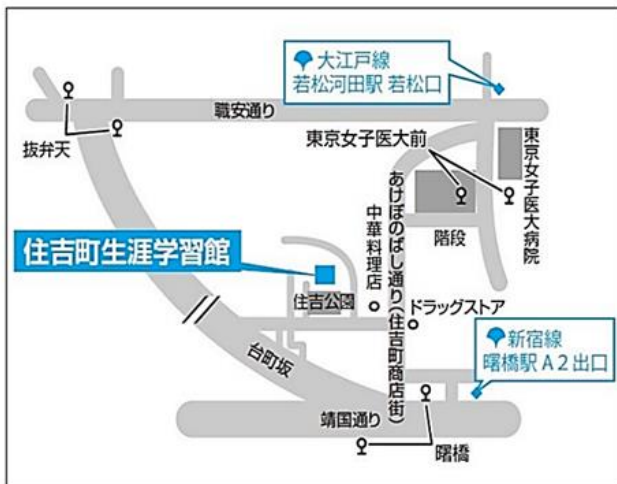 大江戸線
若松河田駅 若松口
職安通り
抜弁天
東京女子医大前
東京女子医大病院
あけぼのばし通り(住吉町商店街)
中華料理店
階段
住吉町生涯学習館
住吉公園
ドラッグストア
新宿線
曙橋駅A2出口
台町坂
靖国通り
曙橋